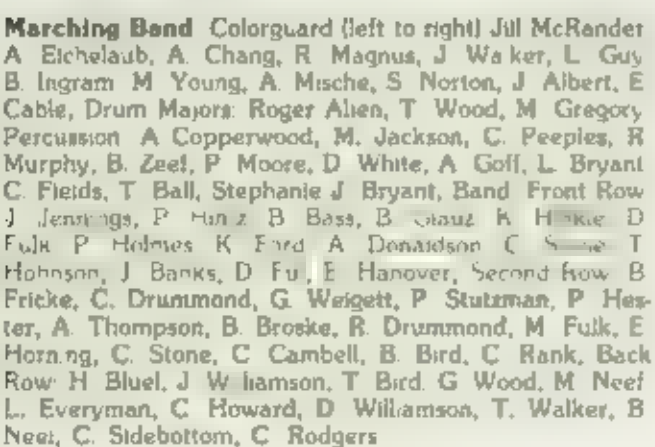 Marching Band Colorguard (left to right) Jill McRander
A Eichelaub, A. Chang, R Magnus, J Walker, L Guy
B. Ingram M Young, A. Mische, S Norton, J Albert, E
Cable, Drum Majors: Roger Allen, T Wood, M Gregory
Percussion A Copperwood, M. Jackson, C. Peeples, R
Murphy, B. Zeef, P Moore, D White, A Goff, L. Bryant
C. Fields, T Ball, Stephanie J Bryant, Band Front Row
J Jennings, P B Bass, B K D
Fulk P Holmes K Ford A Donaldson C T
Hohnson, J Banks, D E Hanover, Second Row B
Fricke, C. Drummond, G. Weigett, P Stutzman, P Hes-
ter, A. Thompson, B. Broske, R. Drummond, M Fulk, E
Horning, C. Stone, C Cambell, B. Bird, C Rank, Back
Row H Bluel, J Williamson, T Bird. G Wood, M Neef
L. Everyman, C Howard, D Williamson, T. Walker, B
Neef, C. Sidebottom, C Rodgers